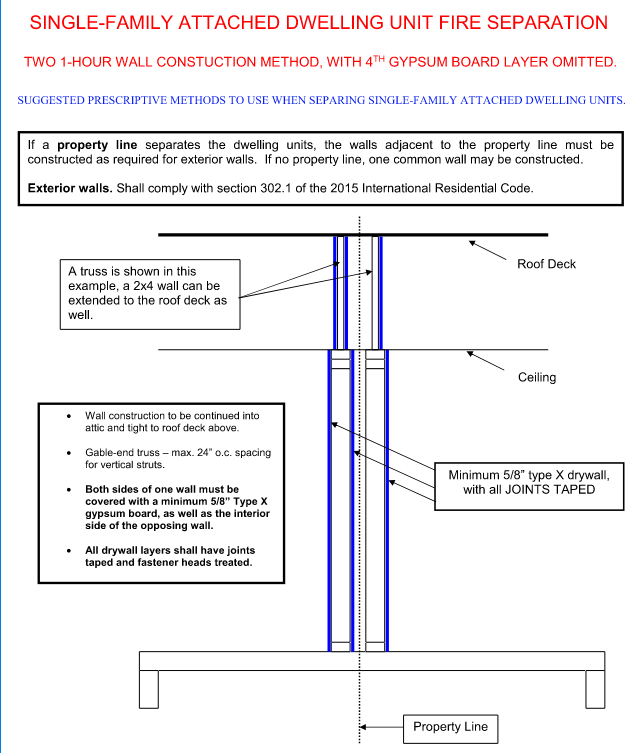 SINGLE-FAMILY ATTACHED DWELLING UNIT FIRE SEPARATION
TWO 1-HOUR WALL CONSTUCTION METHOD, WITH 4TH GYPSUM BOARD LAYER OMITTED.
SUGGESTED PRESCRIPTIVE METHODS TO USE WHEN SEPARING SINGLE-FAMILY ATTACHED DWELLING UNITS.
If a property line separates the dwelling units, the walls adjacent to the property line must be
constructed as required for exterior walls. If no property line, one common wall may be constructed.
Exterior walls. Shall comply with section 302.1 of the 2015 International Residential Code.
Roof Deck
A truss is shown in this
example, a 2x4 wall can be
extended to the roof deck as
well.
Ceiling
• Wall construction to be continued into
attic and tight to roof deck above.
• Gable-end truss – max. 24” o.c. spacing
for vertical struts.
• Both sides of one wall must be
covered with a minimum 5/8” Type X
gypsum board, as well as the interior
side of the opposing wall.
• All drywall layers shall have joints
taped and fastener heads treated.
Minimum 5/8” type X drywall,
with all JOINTS TAPED
Property Line